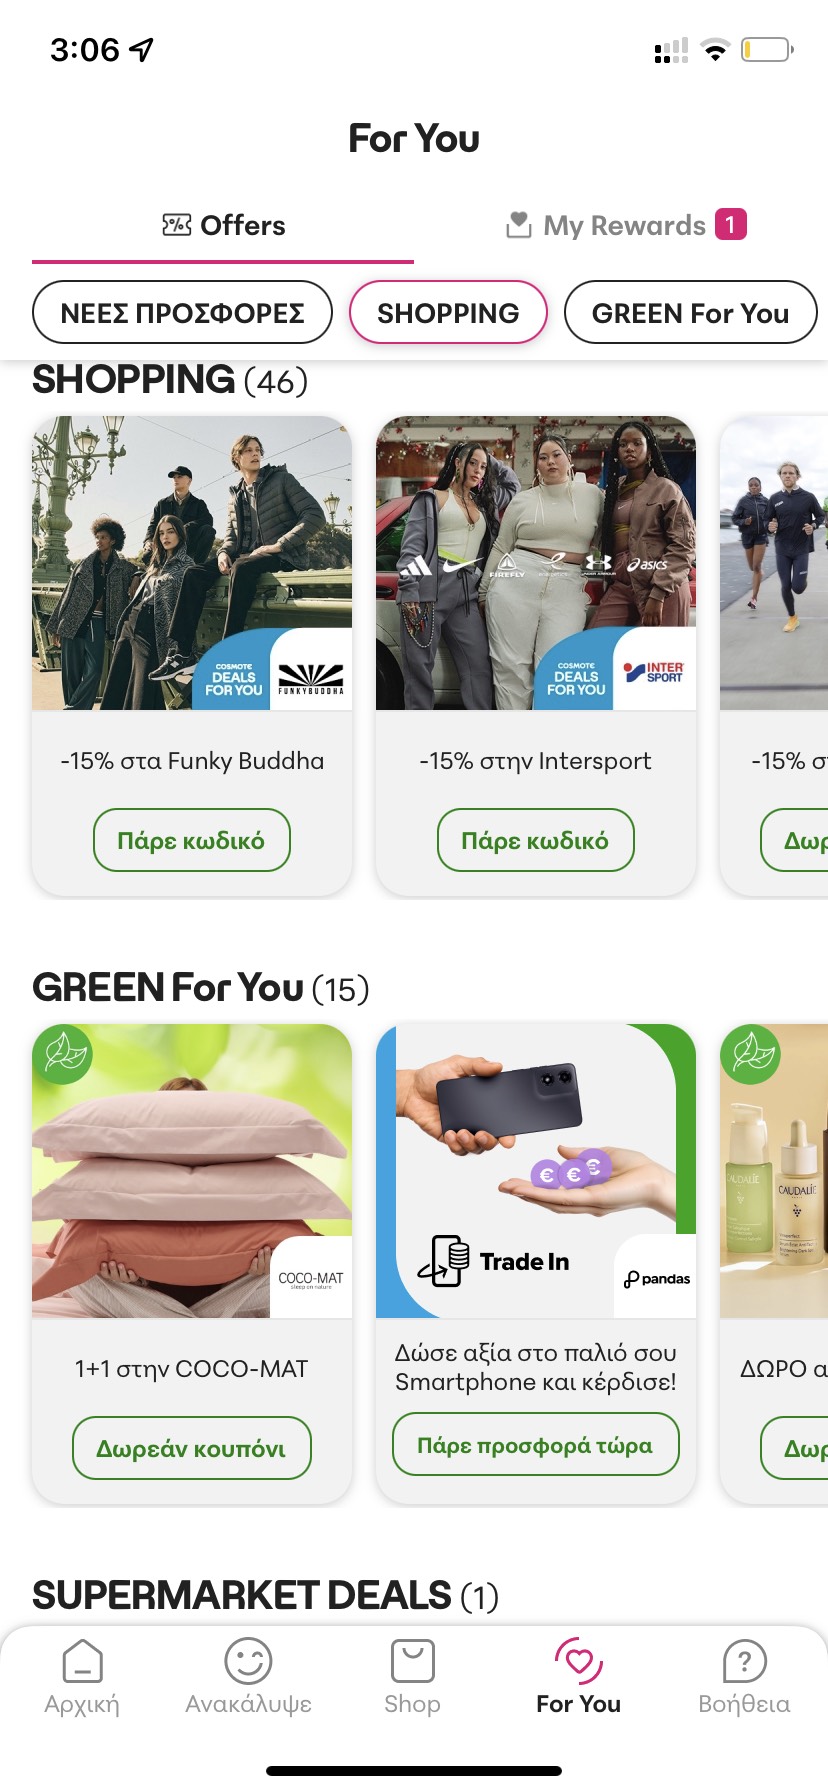 3:06
For You
Offers
My Rewards 1
ΝΕΕΣ ΠΡΟΣΦΟΡΕΣ
SHOPPING
GREEN For You
SHOPPING (46)
FIREFLY
asics
COSMOTE
DEALS
FOR YOU
FUNKYBUDDHA
COSMOTE
DEALS
FOR YOU
INTER
SPORT
-15% στα Funky Buddha
-15% στην Intersport
-15% σ
Πάρε κωδικό
Πάρε κωδικό
Δωρ
GREEN For You (15)
COCO-MAT
sleep on nature
€ € €
Trade In
pandas
CAUDALIE
CAUDALIE
1+1 στην COCO-MAT
Δώσε αξία στο παλιό σου
Smartphone και κέρδισε!
ΔΩΡΟ α
Δωρεάν κουπόνι
Πάρε προσφορά τώρα
Δωρ
SUPERMARKET DEALS (1)
Αρχική
Ανακάλυψε
Shop
For You
Βοήθεια